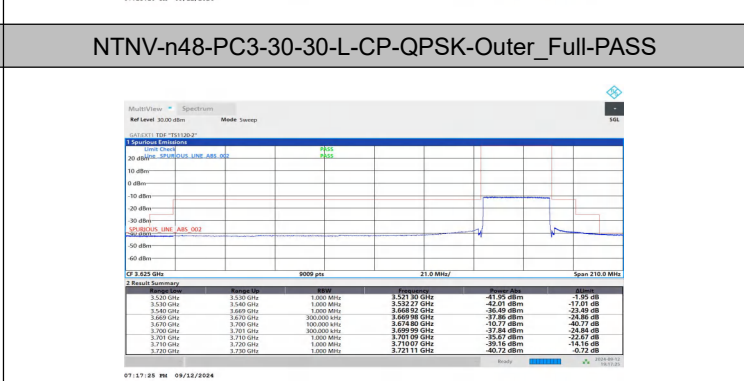 NTNV-n48-PC3-30-30-L-CP-QPSK-Outer_Full-PASS
MultiView Spectrum
Ref Level 30.00 dBm Mode Sweep SGL
TDF "TS1120-2"
1 Spurious Emissions
Limit Check PASS
Line _SPURIOUS_LINE_ABS_002 PASS
20 dBm
10 dBm
0 dBm
-10 dBm
-20 dBm
-30 dBm
SPURIOUS_LINE_ABS_002
-50 dBm
-60 dBm
CF 3.625 GHz 9009 pts 21.0 MHz/ Span 210.0 MHz
2 Result Summary
Range Low Range Up RBW Frequency Power Abs ΔLimit
3.520 GHz 3.530 GHz 1.000 MHz 3.52130 GHz -41.95 dBm -1.95 dB
3.530 GHz 3.540 GHz 1.000 MHz 3.53227 GHz -42.01 dBm -17.01 dB
3.540 GHz 3.669 GHz 1.000 MHz 3.66892 GHz -36.49 dBm -23.49 dB
3.669 GHz 3.670 GHz 300.000 kHz 3.66998 GHz -37.86 dBm -24.86 dB
3.670 GHz 3.700 GHz 100.000 kHz 3.67480 GHz -10.77 dBm -40.77 dB
3.700 GHz 3.701 GHz 300.000 kHz 3.69999 GHz -37.84 dBm -24.84 dB
3.701 GHz 3.710 GHz 1.000 MHz 3.70109 GHz -35.67 dBm -22.67 dB
3.710 GHz 3.720 GHz 1.000 MHz 3.71007 GHz -39.16 dBm -14.16 dB
3.720 GHz 3.730 GHz 1.000 MHz 3.72111 GHz -40.72 dBm -0.72 dB
Ready
07:17:25 PM 09/12/2024